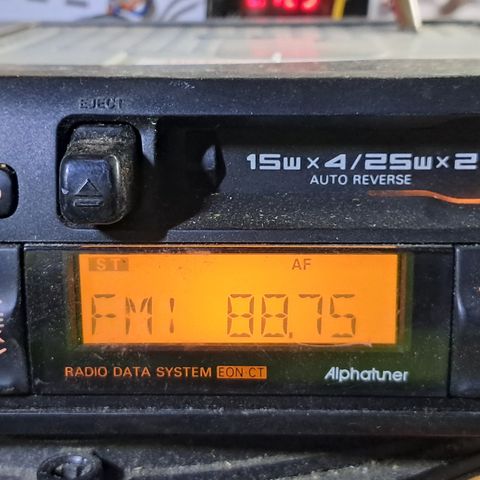 EJECT
15W×4/25W×2
AUTO REVERSE
ST AF
FM1 88.75
RADIO DATA SYSTEM EON·CT Alphatuner